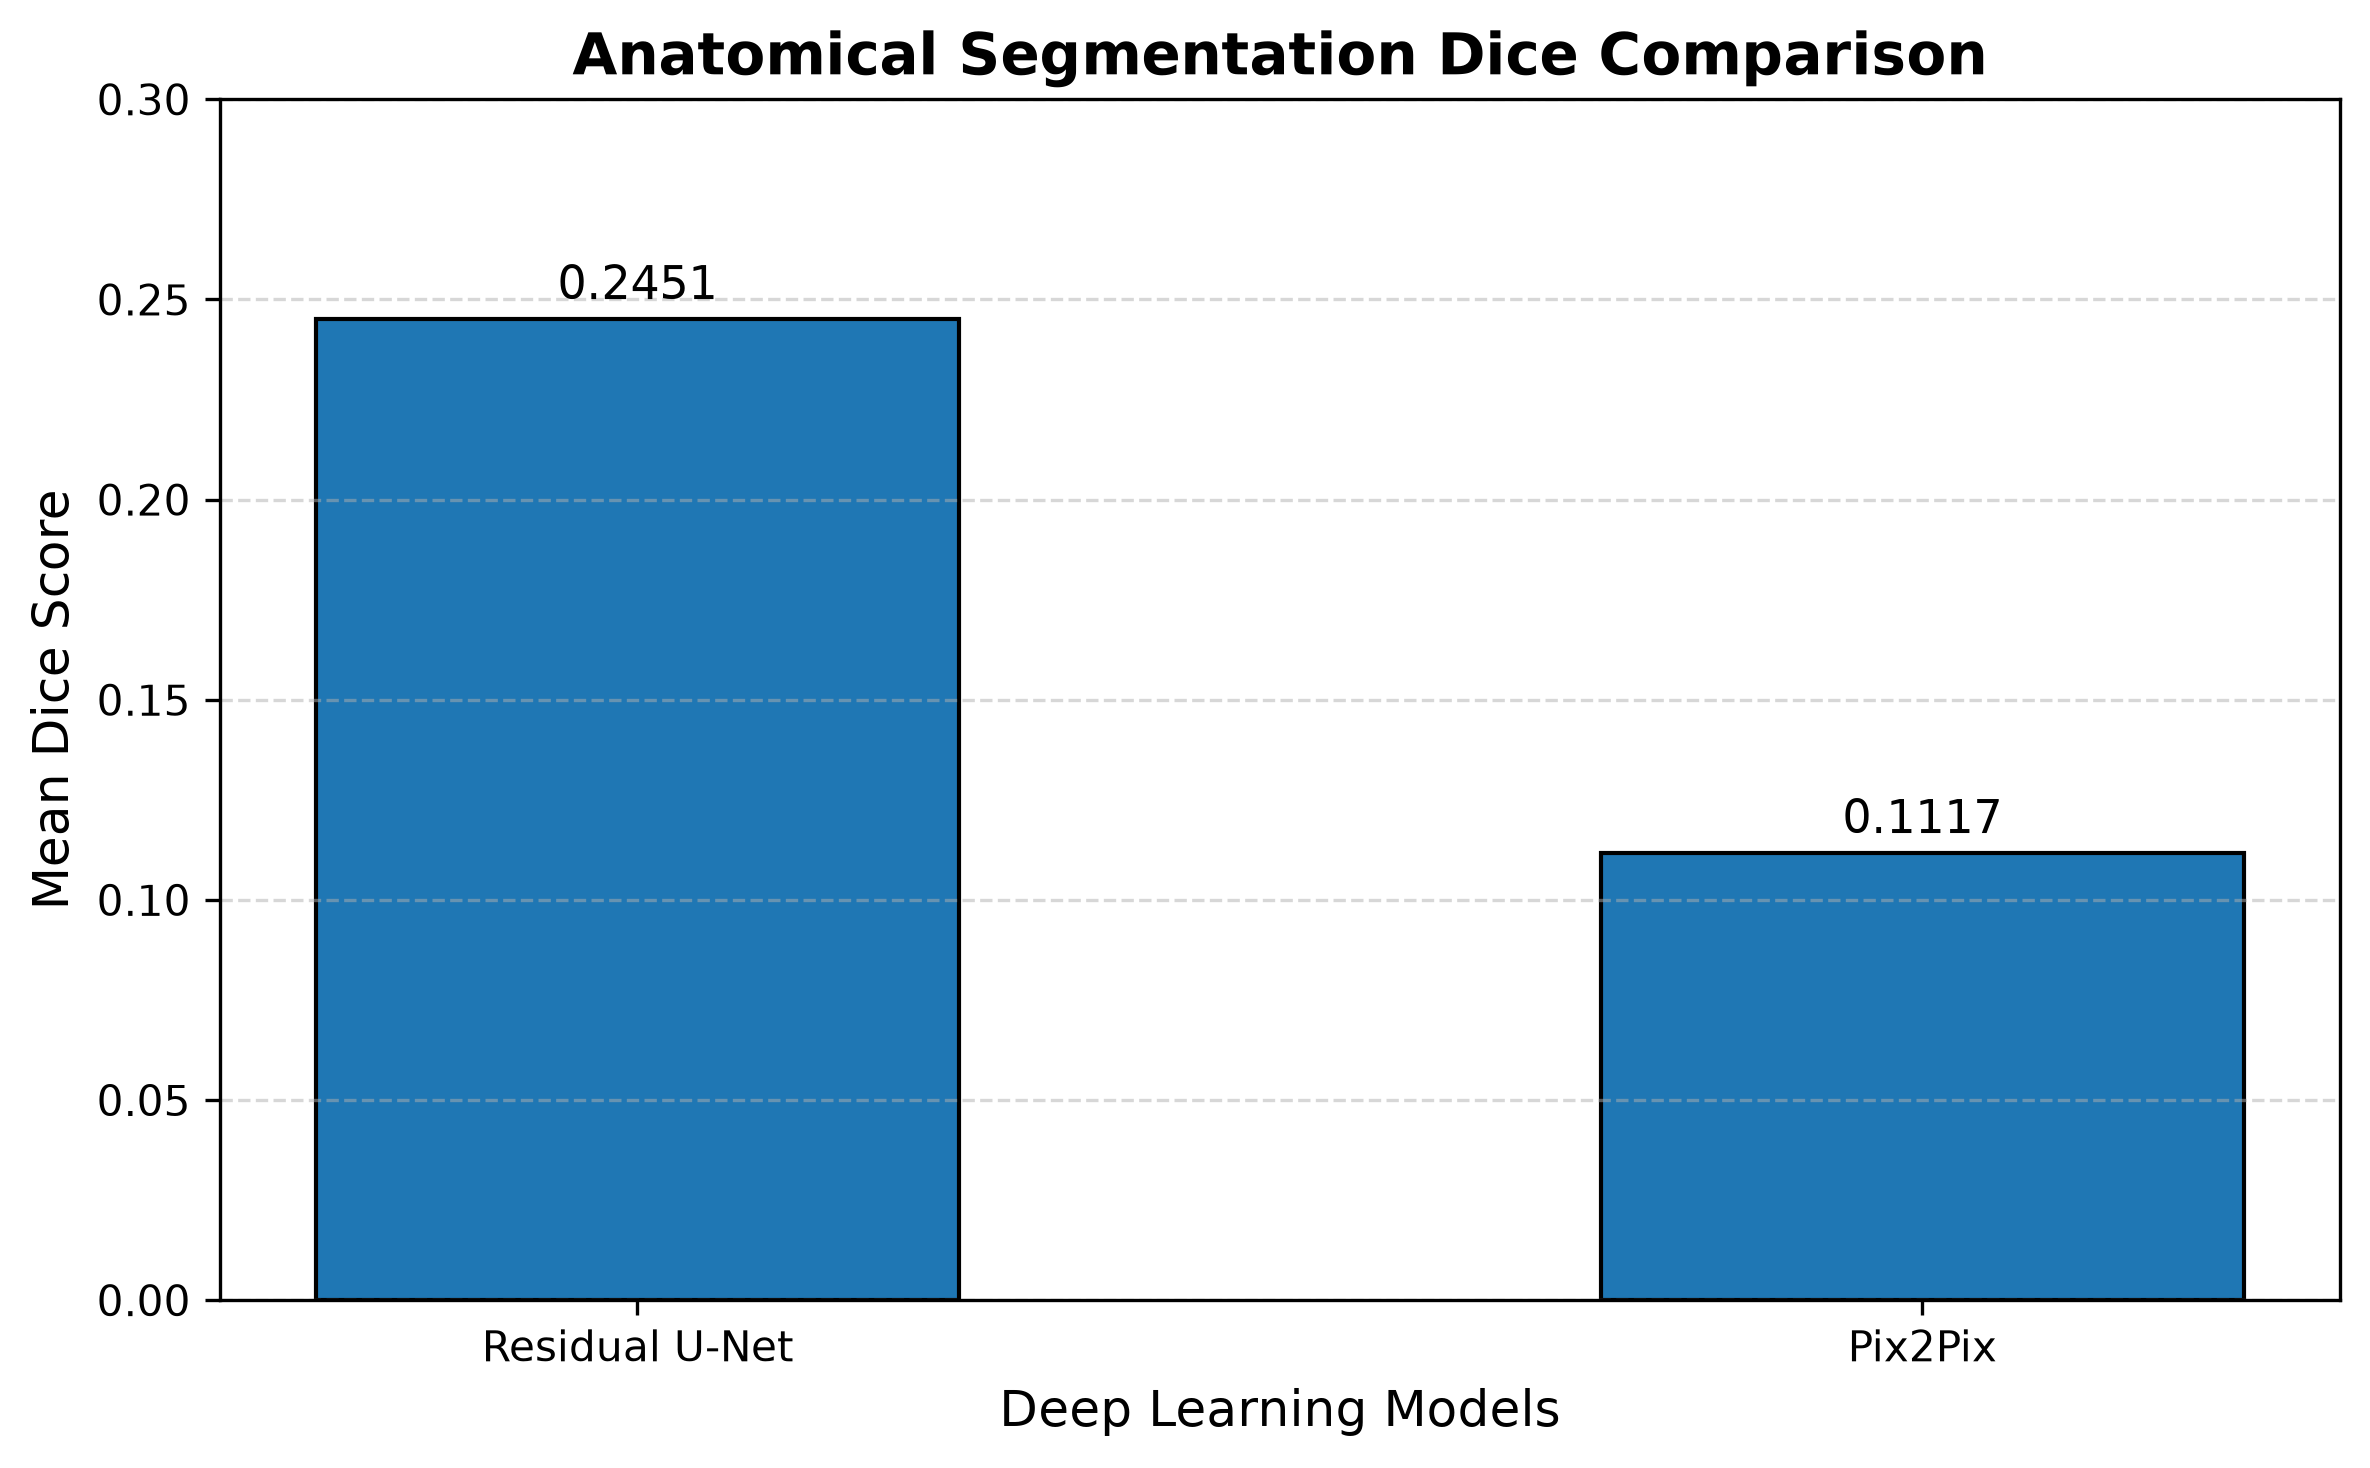 Anatomical Segmentation Dice Comparison
0.30
0.25
0.20
0.15
0.10
0.05
0.00
Mean Dice Score
0.2451
0.1117
Residual U-Net
Pix2Pix
Deep Learning Models